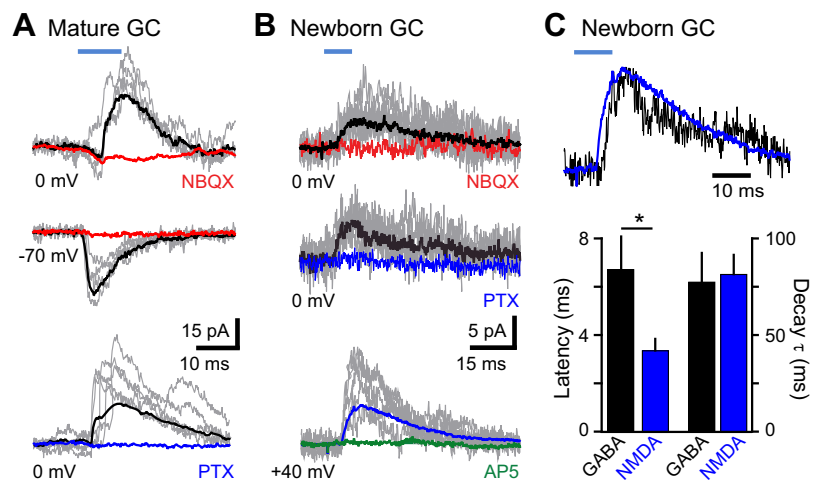 A Mature GC
0 mV
NBQX
-70 mV
15 pA
10 ms
0 mV
PTX
B Newborn GC
0 mV
NBQX
0 mV
PTX
5 pA
15 ms
+40 mV
AP5
C Newborn GC
10 ms
*
8
4
0
Latency (ms)
100
50
0
Decay τ (ms)
GABA
NMDA
GABA
NMDA